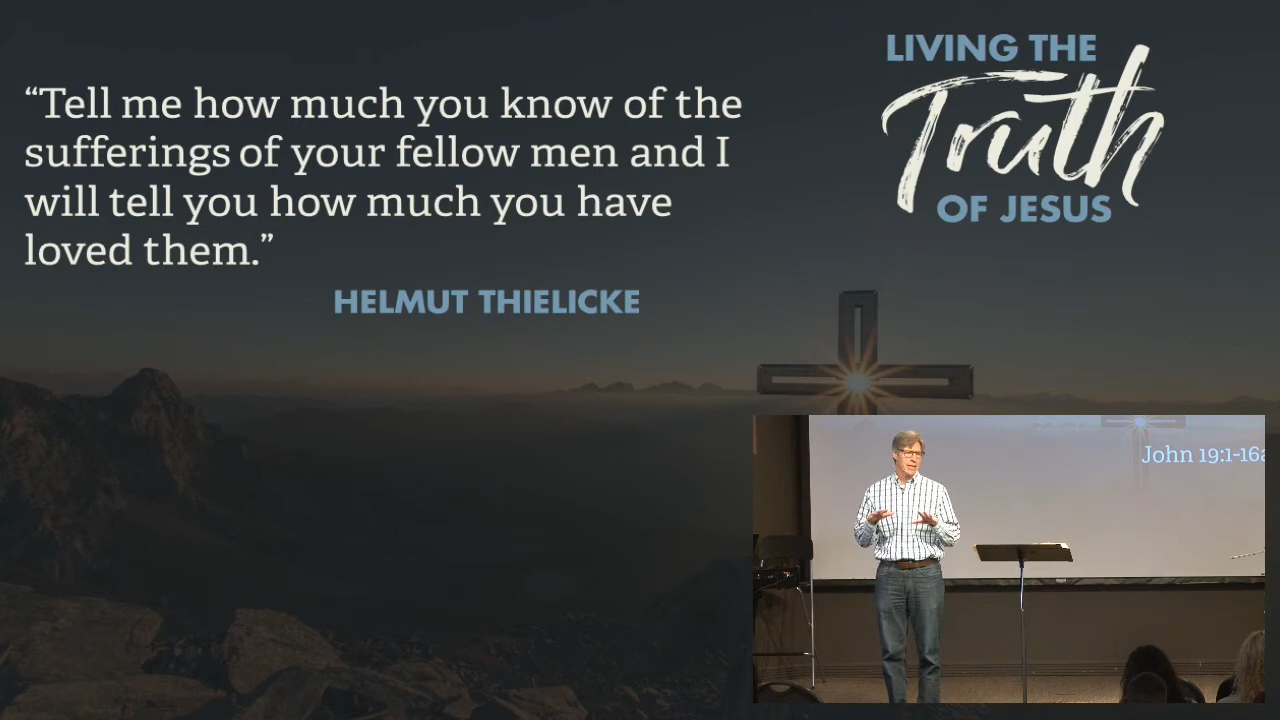 “Tell me how much you know of the
sufferings of your fellow men and I
will tell you how much you have
loved them.”
HELMUT THIELICKE
LIVING THE
Truth
OF JESUS
John 19:1-16a